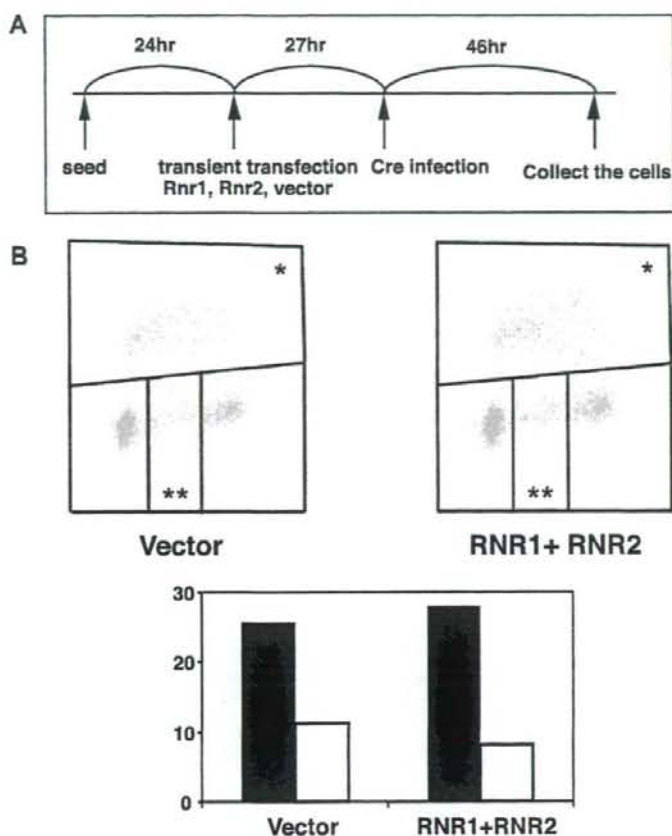 A
24hr 27hr 46hr
seed transient transfection Cre infection Collect the cells
Rnr1, Rnr2, vector
B
* *
** **
Vector RNR1+ RNR2
30
20
10
0
Vector RNR1+RNR2